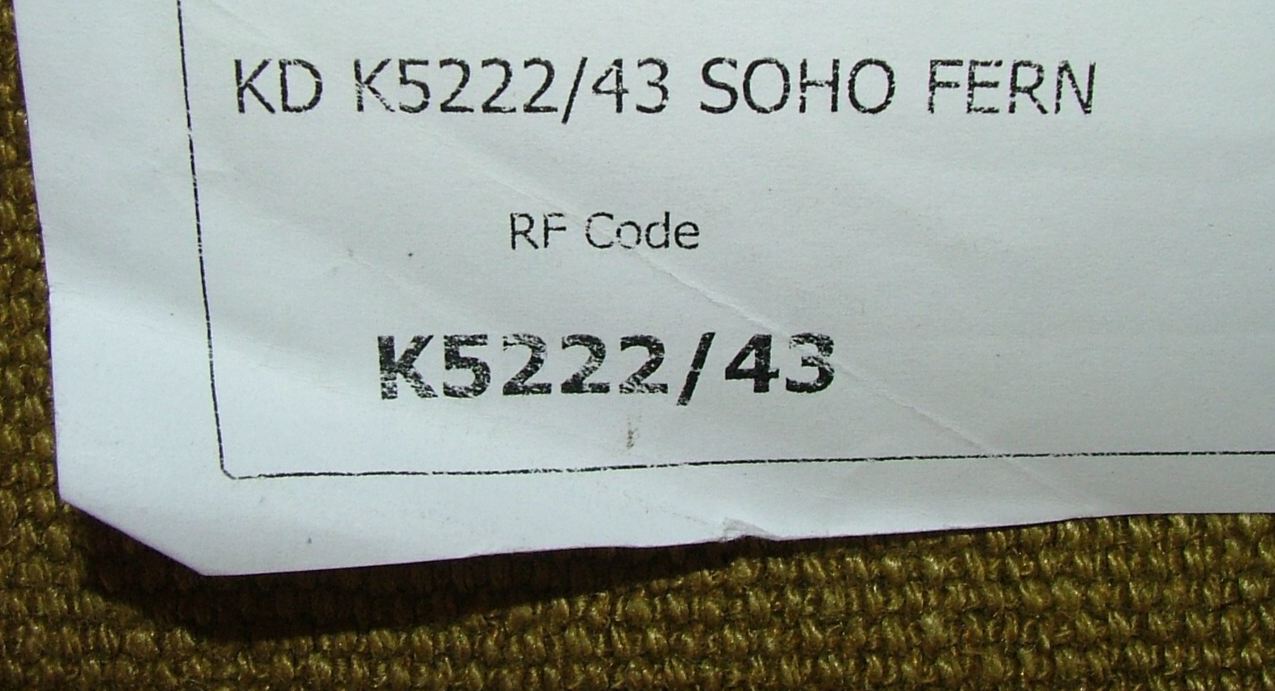 KD K5222/43 SOHO FERN
RF Code
K5222/43